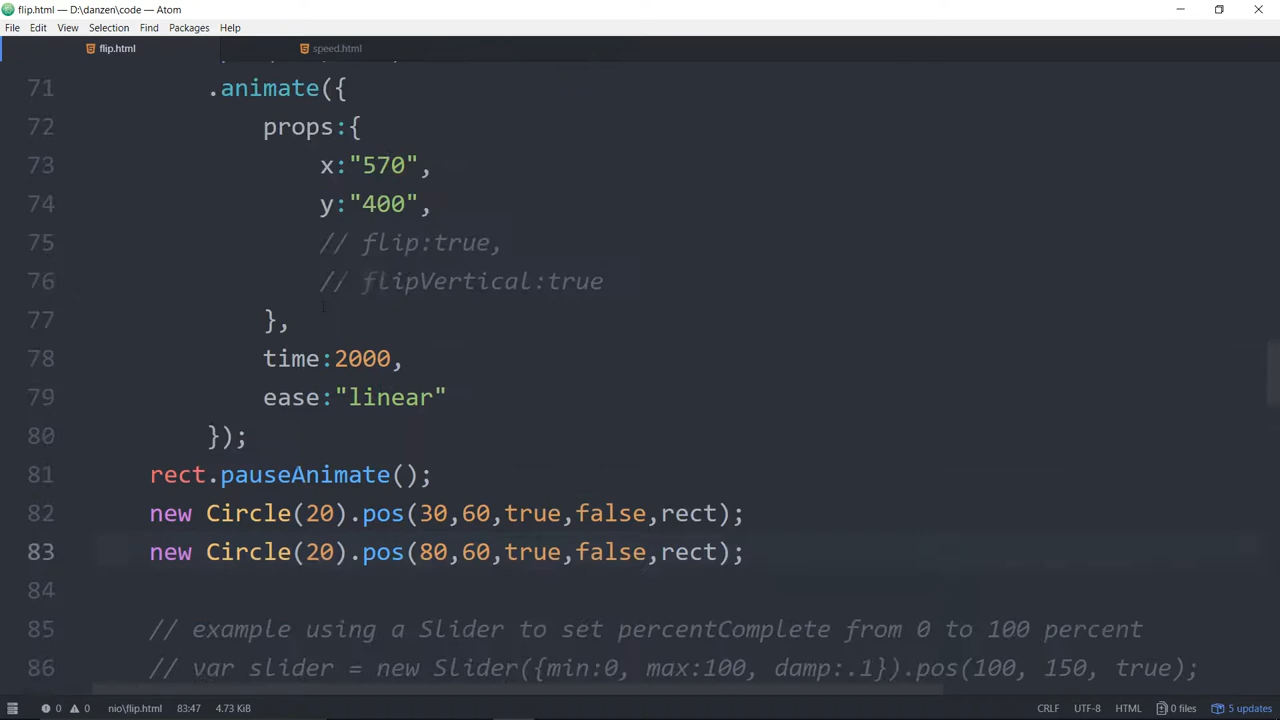 flip.html — D:\danzen\code — Atom
File Edit View Selection Find Packages Help
flip.html speed.html
71 .animate({
72 props:{
73 x:"570",
74 y:"400",
75 // flip:true,
76 // flipVertical:true
77 },
78 time:2000,
79 ease:"linear"
80 });
81 rect.pauseAnimate();
82 new Circle(20).pos(30,60,true,false,rect);
83 new Circle(20).pos(80,60,true,false,rect);
84
85 // example using a Slider to set percentComplete from 0 to 100 percent
86 // var slider = new Slider({min:0, max:100, damp:.1}).pos(100, 150, true);
0 0 nio\flip.html 83:47 4.73 KiB CRLF UTF-8 HTML 0 files 5 updates